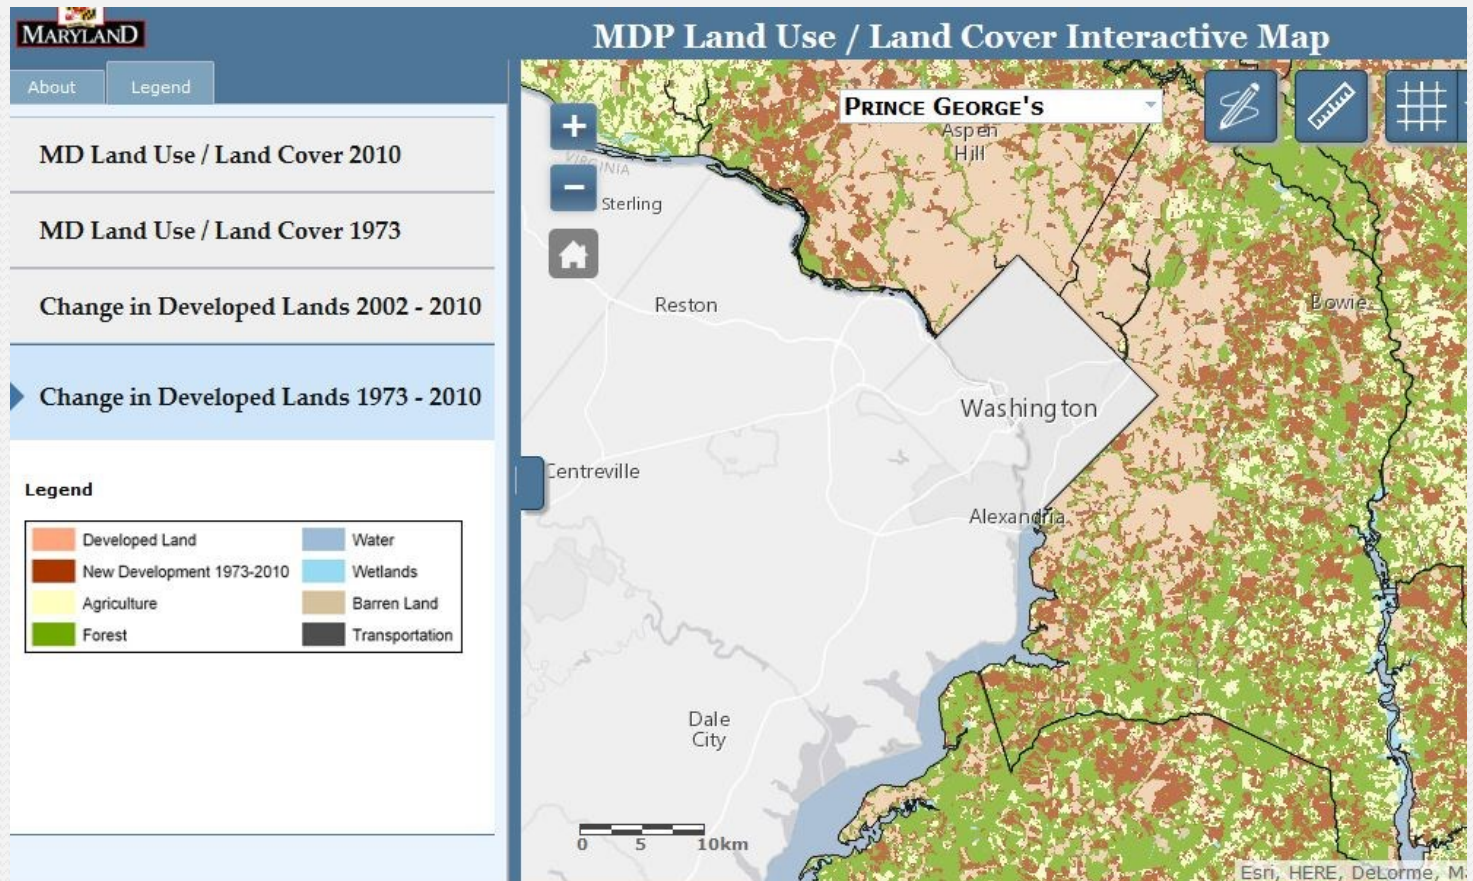 MARYLAND
MDP Land Use / Land Cover Interactive Map
About
Legend
MD Land Use / Land Cover 2010
MD Land Use / Land Cover 1973
Change in Developed Lands 2002 - 2010
Change in Developed Lands 1973 - 2010
Legend
Developed Land
New Development 1973-2010
Agriculture
Forest
Water
Wetlands
Barren Land
Transportation
+
−
PRINCE GEORGE'S
Aspen
Hill
VIRGINIA
Sterling
Reston
Bowie
Washington
Centreville
Alexandria
Dale
City
0 5 10km
Esri, HERE, DeLorme,